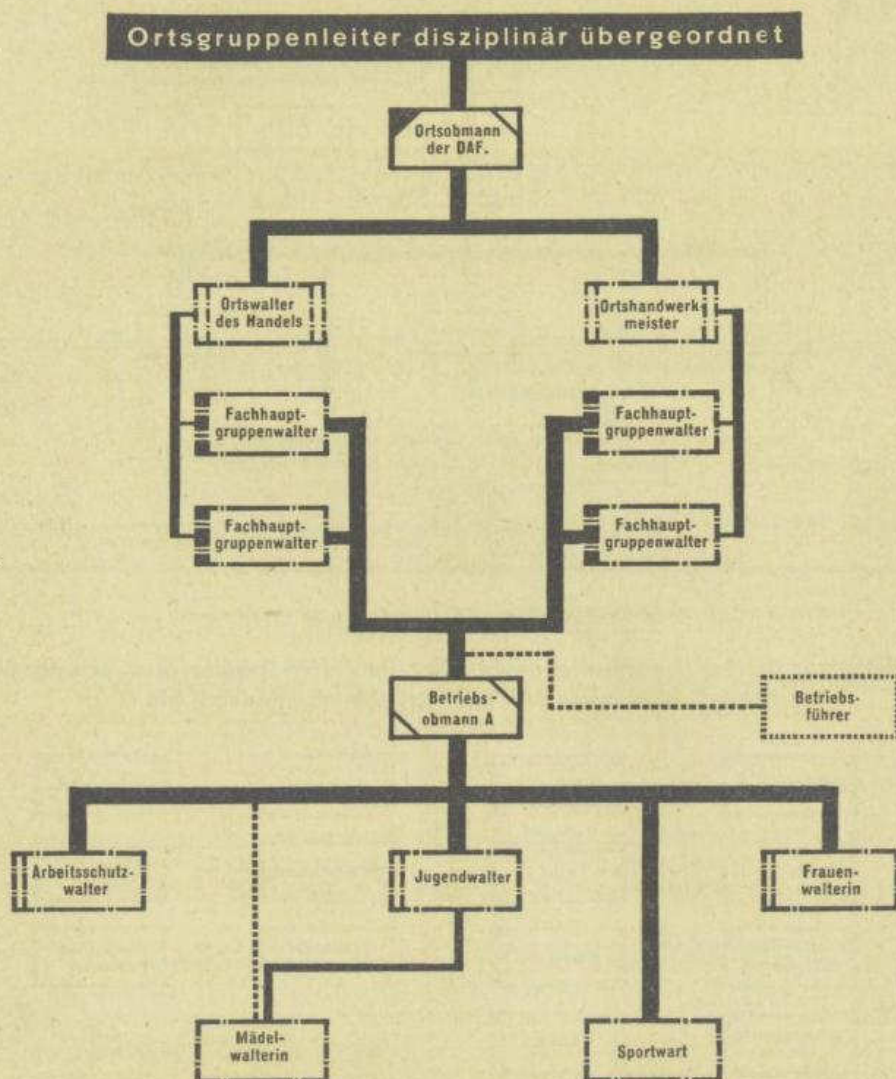 Ortsgruppenleiter disziplinär übergeordnet
Ortsobmann
der DAF.
Ortswalter
des Handels
Ortshandwerk-
meister
Fachhaupt-
gruppenwalter
Fachhaupt-
gruppenwalter
Fachhaupt-
gruppenwalter
Fachhaupt-
gruppenwalter
Betriebs-
obmann A
Betriebs-
führer
Arbeitsschutz-
walter
Jugendwalter
Frauen-
walterin
Mädel-
walterin
Sportwart